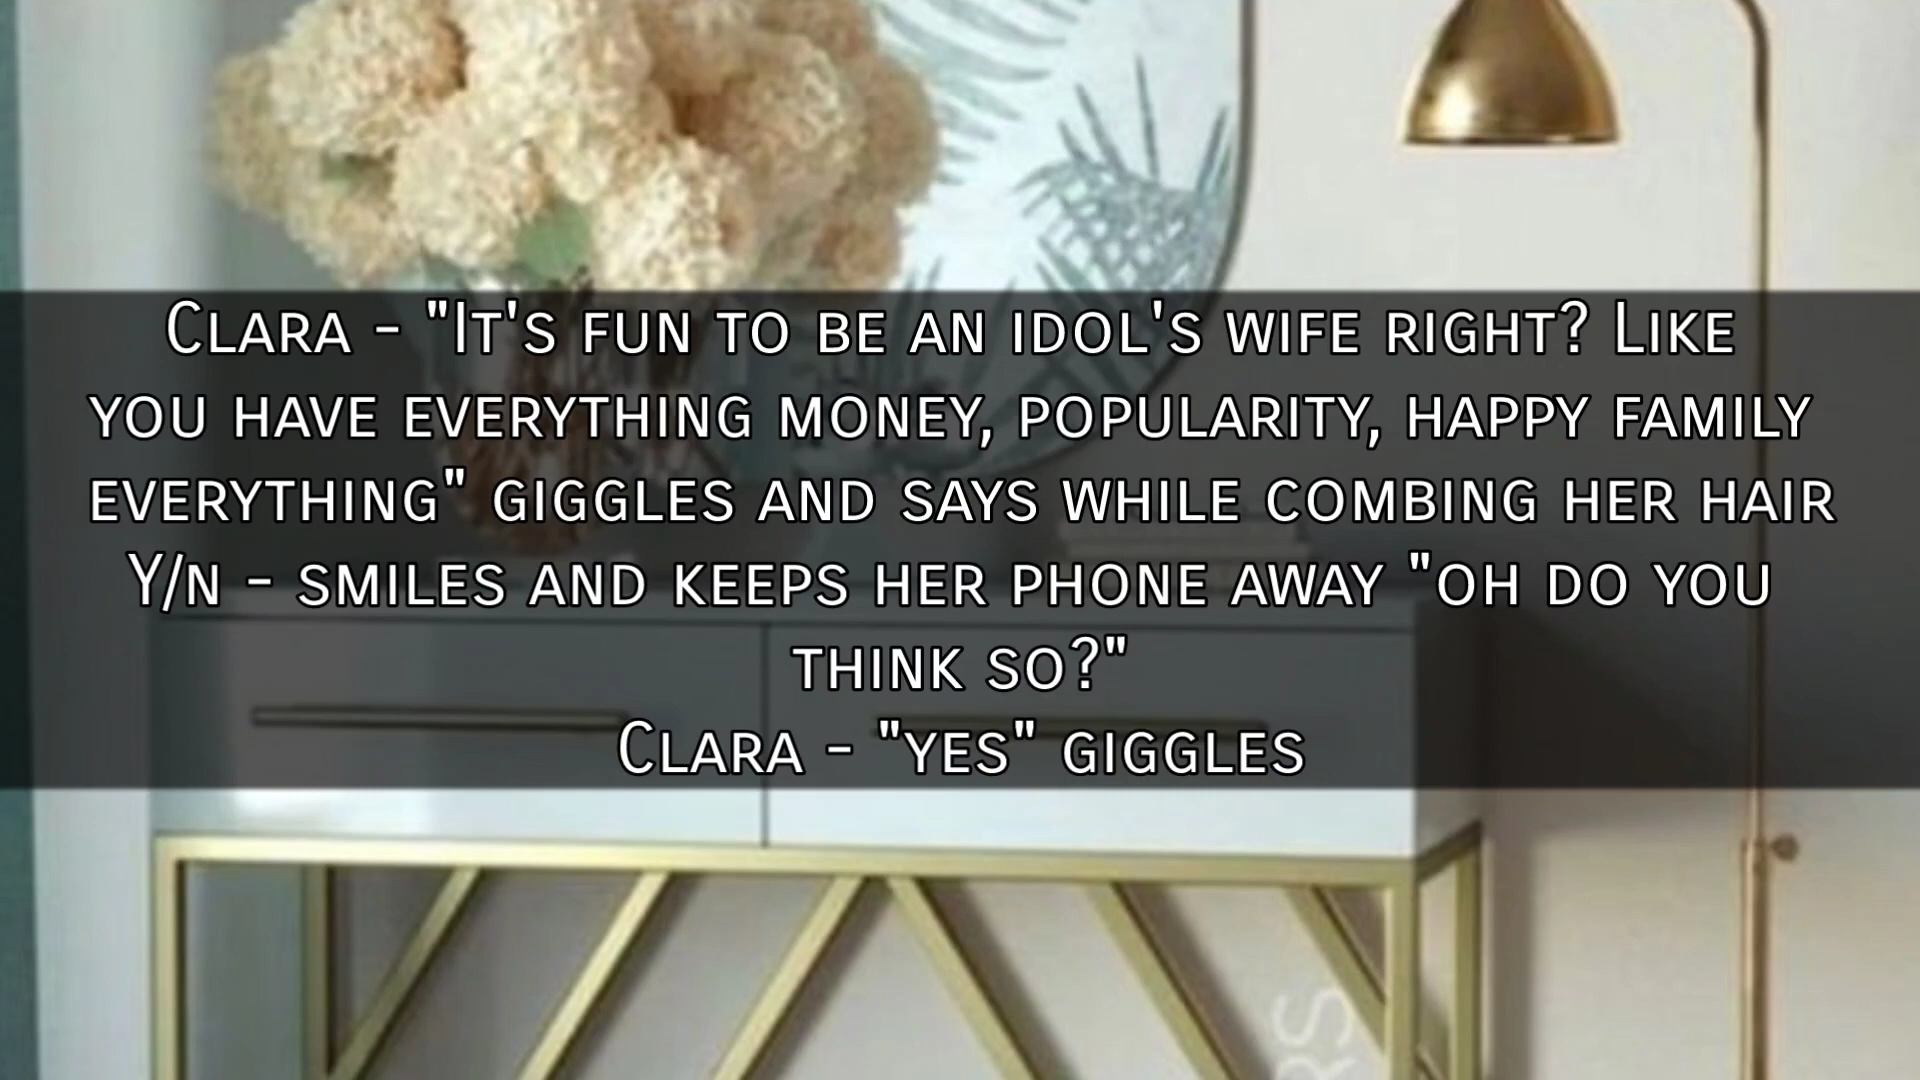 Clara - "It's fun to be an idol's wife right? Like
you have everything money, popularity, happy family
everything" giggles and says while combing her hair
Y/n - smiles and keeps her phone away "oh do you
think so?"
Clara - "yes" giggles